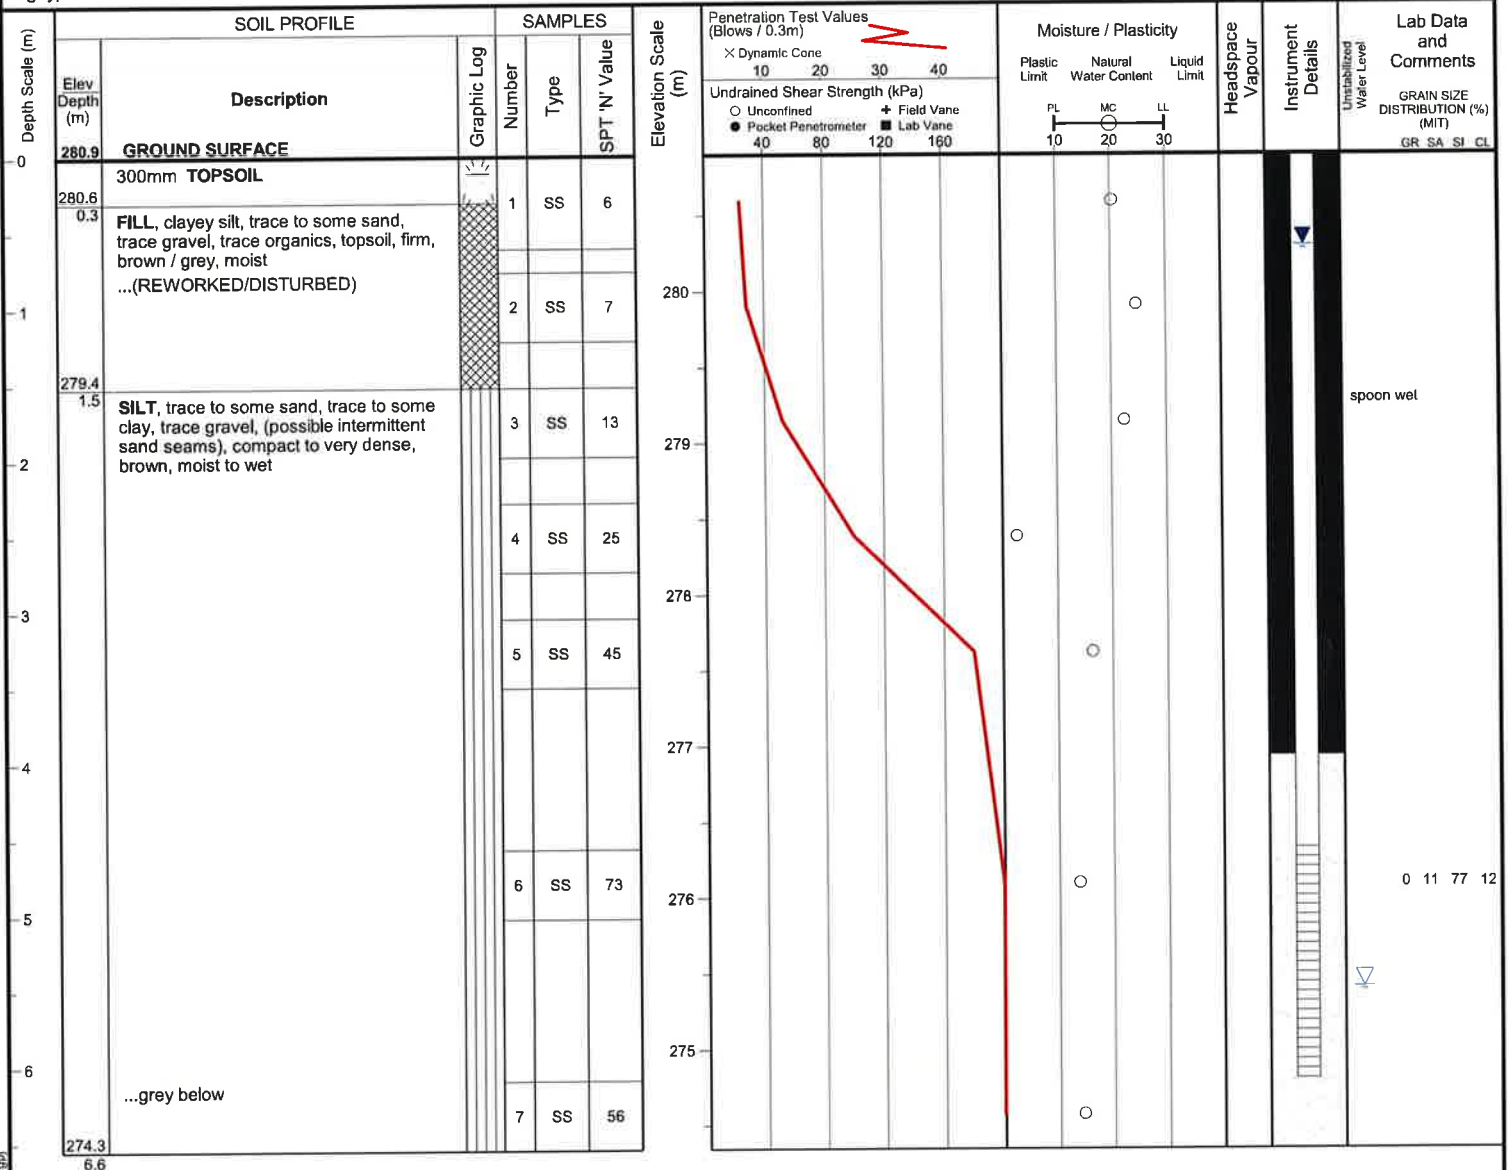 SOIL PROFILE
SAMPLES
Depth Scale (m)
Elev
Depth
(m)
Description
Graphic Log
Number
Type
SPT 'N' Value
Elevation Scale
(m)
Penetration Test Values
(Blows / 0.3m)
X Dynamic Cone
10 20 30 40
Undrained Shear Strength (kPa)
O Unconfined + Field Vane
● Pocket Penetrometer ■ Lab Vane
40 80 120 160
Moisture / Plasticity
Plastic Natural Liquid
Limit Water Content Limit
PL MC LL
10 20 30
Headspace
Vapour
Instrument
Details
Unstabilized
Water Level
Lab Data
and
Comments
GRAIN SIZE
DISTRIBUTION (%)
(MIT)
GR SA SI CL
280.9 GROUND SURFACE
0
300mm TOPSOIL
280.6
0.3
FILL, clayey silt, trace to some sand,
trace gravel, trace organics, topsoil, firm,
brown / grey, moist
...(REWORKED/DISTURBED)
1 SS 6
280
1
2 SS 7
279.4
1.5
SILT, trace to some sand, trace to some
clay, trace gravel, (possible intermittent
sand seams), compact to very dense,
brown, moist to wet
3 SS 13
spoon wet
279
2
4 SS 25
278
3
5 SS 45
277
4
6 SS 73
0 11 77 12
276
5
275
6
...grey below
7 SS 56
274.3
6.6